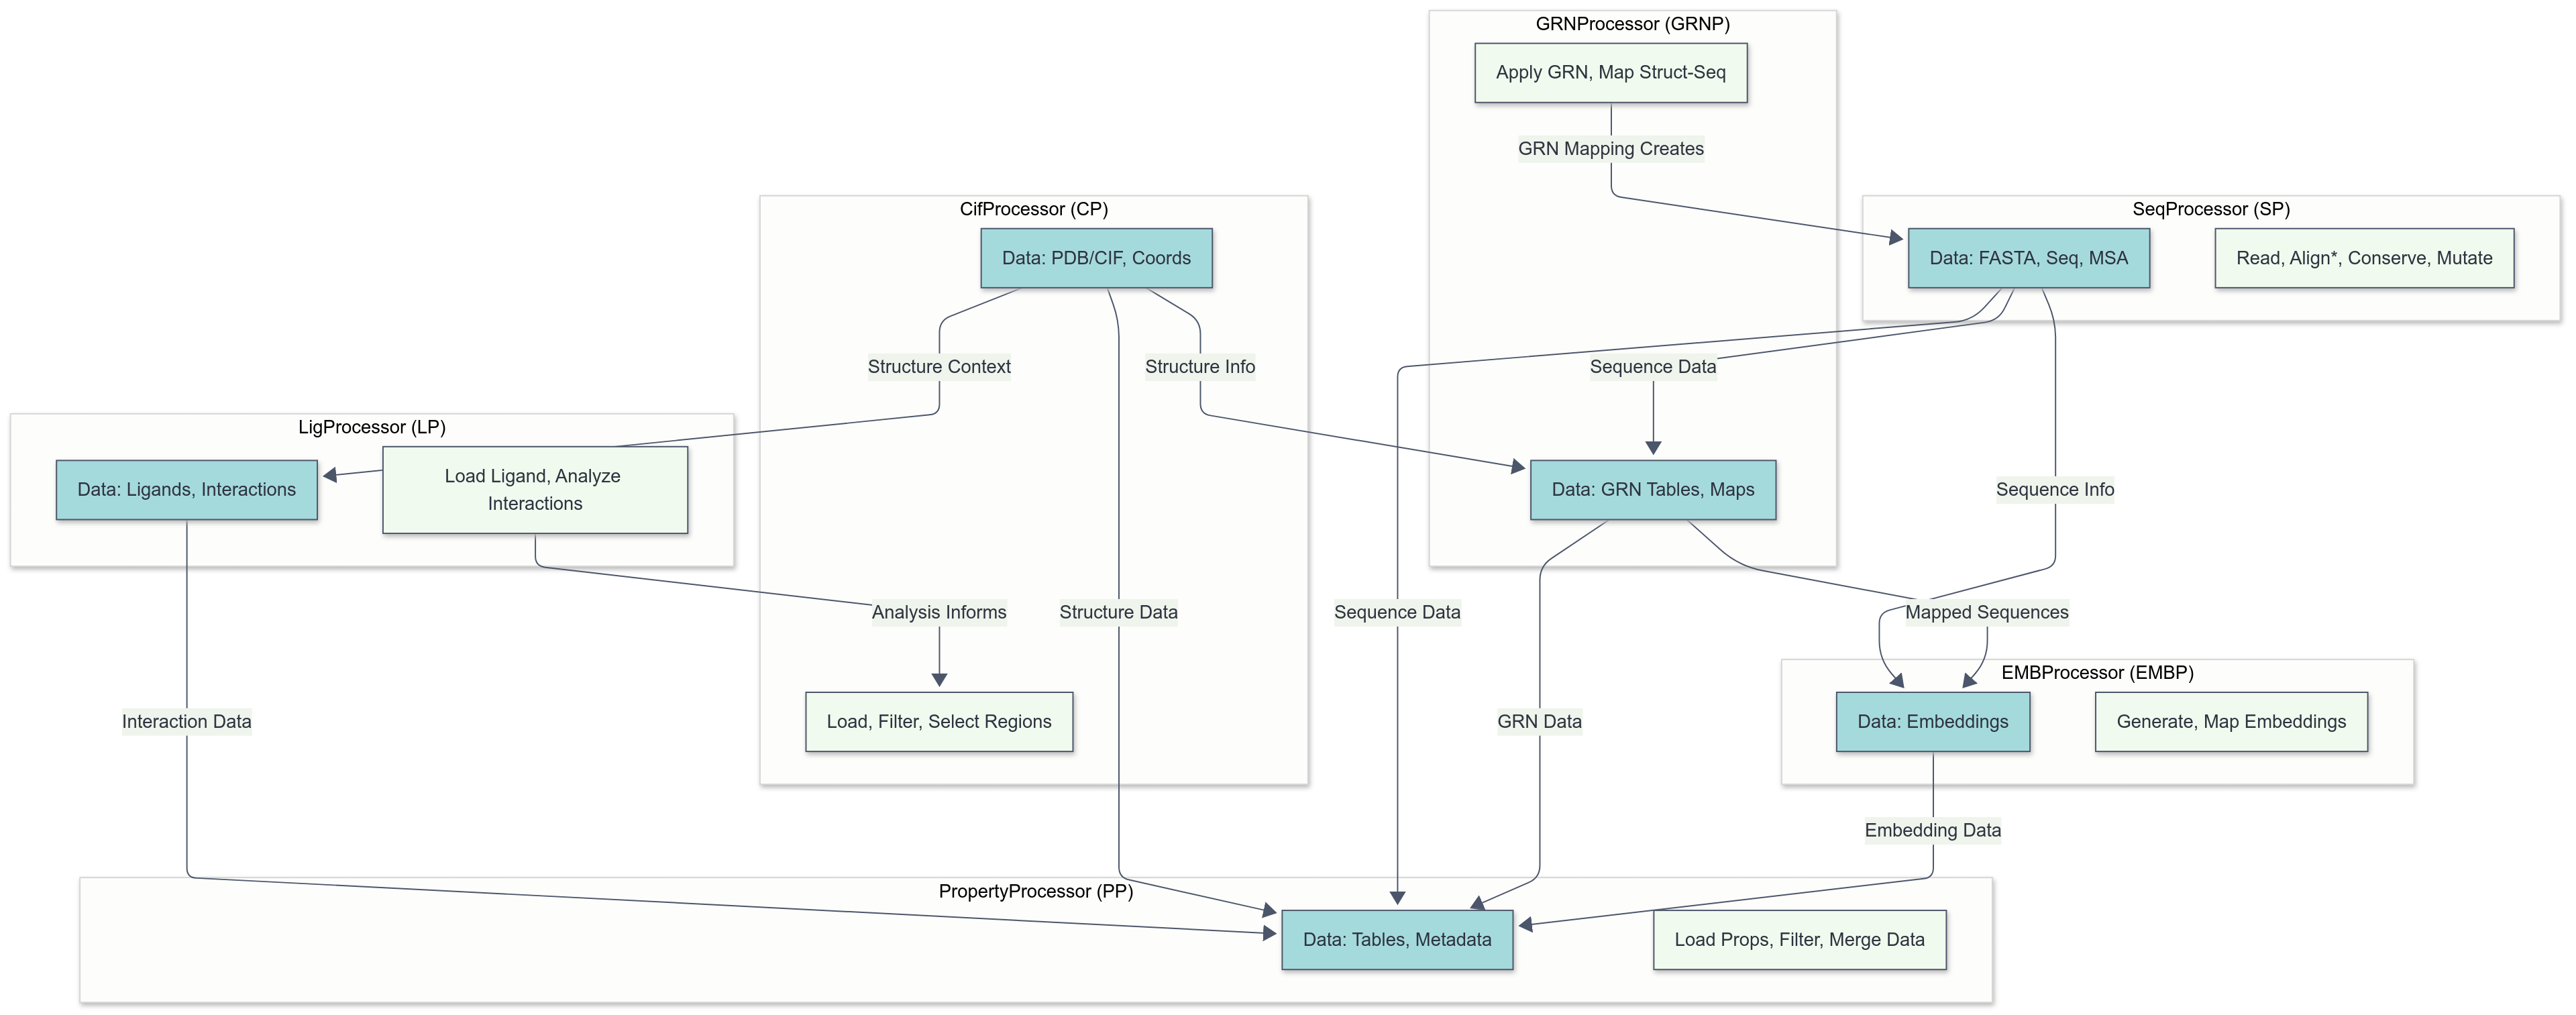 GRNProcessor (GRNP)
Apply GRN, Map Struct-Seq
GRN Mapping Creates
CifProcessor (CP)
SeqProcessor (SP)
Data: PDB/CIF, Coords
Data: FASTA, Seq, MSA
Read, Align*, Conserve, Mutate
Structure Context
Structure Info
Sequence Data
LigProcessor (LP)
Data: Ligands, Interactions
Load Ligand, Analyze
Interactions
Data: GRN Tables, Maps
Sequence Info
Analysis Informs
Structure Data
Sequence Data
Mapped Sequences
EMBProcessor (EMBP)
Interaction Data
Load, Filter, Select Regions
GRN Data
Data: Embeddings
Generate, Map Embeddings
Embedding Data
PropertyProcessor (PP)
Data: Tables, Metadata
Load Props, Filter, Merge Data